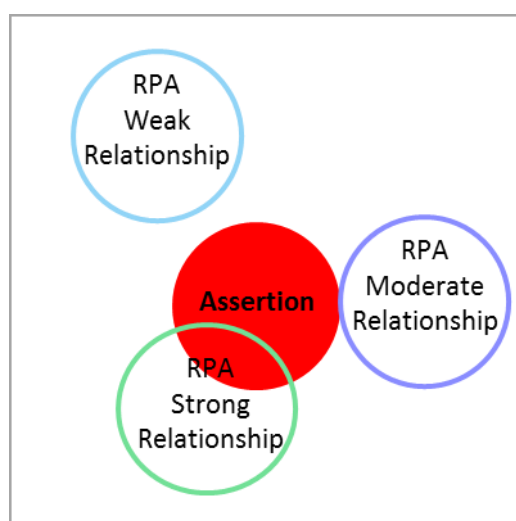 RPA
Weak
Relationship
Assertion
RPA
Moderate
Relationship
RPA
Strong
Relationship